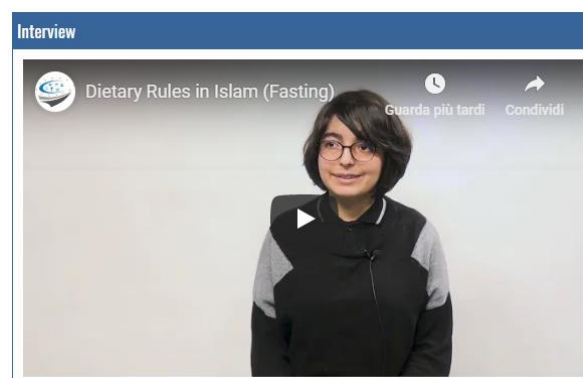 Interview
Dietary Rules in Islam (Fasting)
Guarda più tardi
Condividi